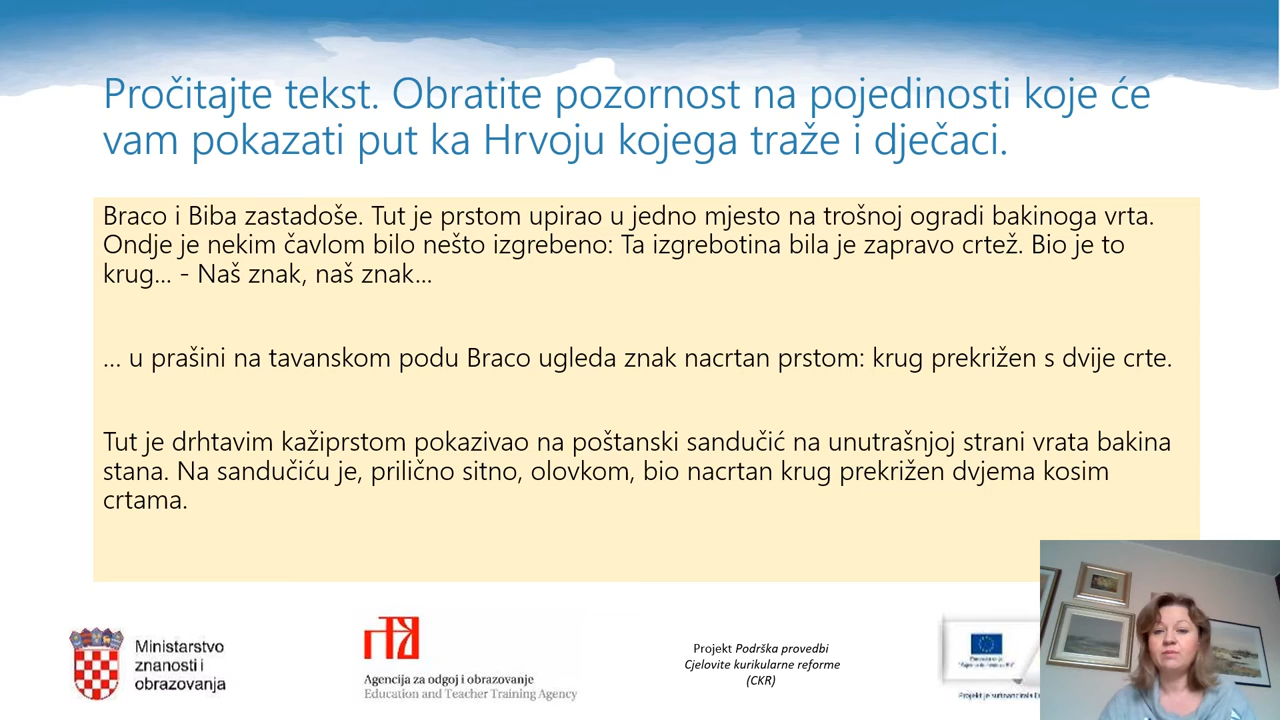 Pročitajte tekst. Obratite pozornost na pojedinosti koje će
vam pokazati put ka Hrvoju kojega traže i dječaci.
Braco i Biba zastadoše. Tut je prstom upirao u jedno mjesto na trošnoj ogradi bakinoga vrta.
Ondje je nekim čavlom bilo nešto izgrebeno: Ta izgrebotina bila je zapravo crtež. Bio je to
krug... - Naš znak, naš znak...
... u prašini na tavanskom podu Braco ugleda znak nacrtan prstom: krug prekrižen s dvije crte.
Tut je drhtavim kažiprstom pokazivao na poštanski sandučić na unutrašnjoj strani vrata bakina
stana. Na sandučiću je, prilično sitno, olovkom, bio nacrtan krug prekrižen dvjema kosim
crtama.
Ministarstvo
znanosti i
obrazovanja
Agencija za odgoj i obrazovanje
Education and Teacher Training Agency
Projekt Podrška provedbi
Cjelovite kurikularne reforme
(CKR)
Projekt je sufinancirala